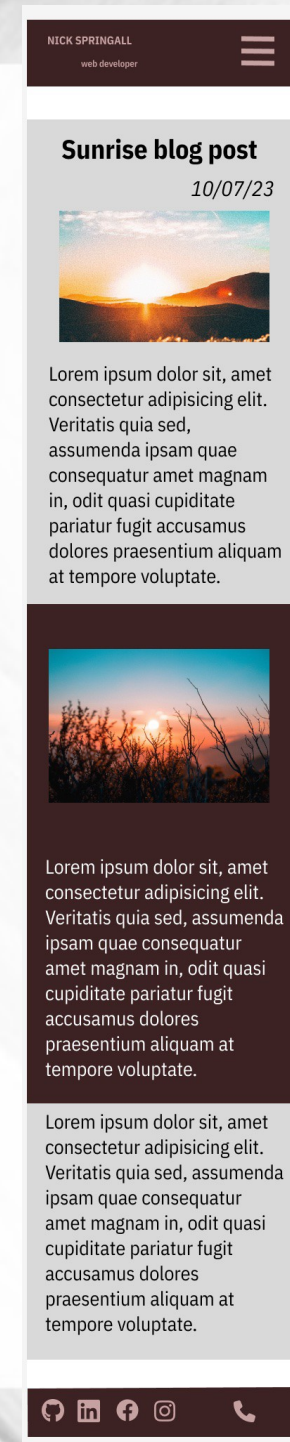 NICK SPRINGALL
web developer
Sunrise blog post
10/07/23
Lorem ipsum dolor sit, amet
consectetur adipisicing elit.
Veritatis quia sed,
assumenda ipsam quae
consequatur amet magnam
in, odit quasi cupiditate
pariatur fugit accusamus
dolores praesentium aliquam
at tempore voluptate.
Lorem ipsum dolor sit, amet
consectetur adipisicing elit.
Veritatis quia sed, assumenda
ipsam quae consequatur
amet magnam in, odit quasi
cupiditate pariatur fugit
accusamus dolores
praesentium aliquam at
tempore voluptate.
Lorem ipsum dolor sit, amet
consectetur adipisicing elit.
Veritatis quia sed, assumenda
ipsam quae consequatur
amet magnam in, odit quasi
cupiditate pariatur fugit
accusamus dolores
praesentium aliquam at
tempore voluptate.